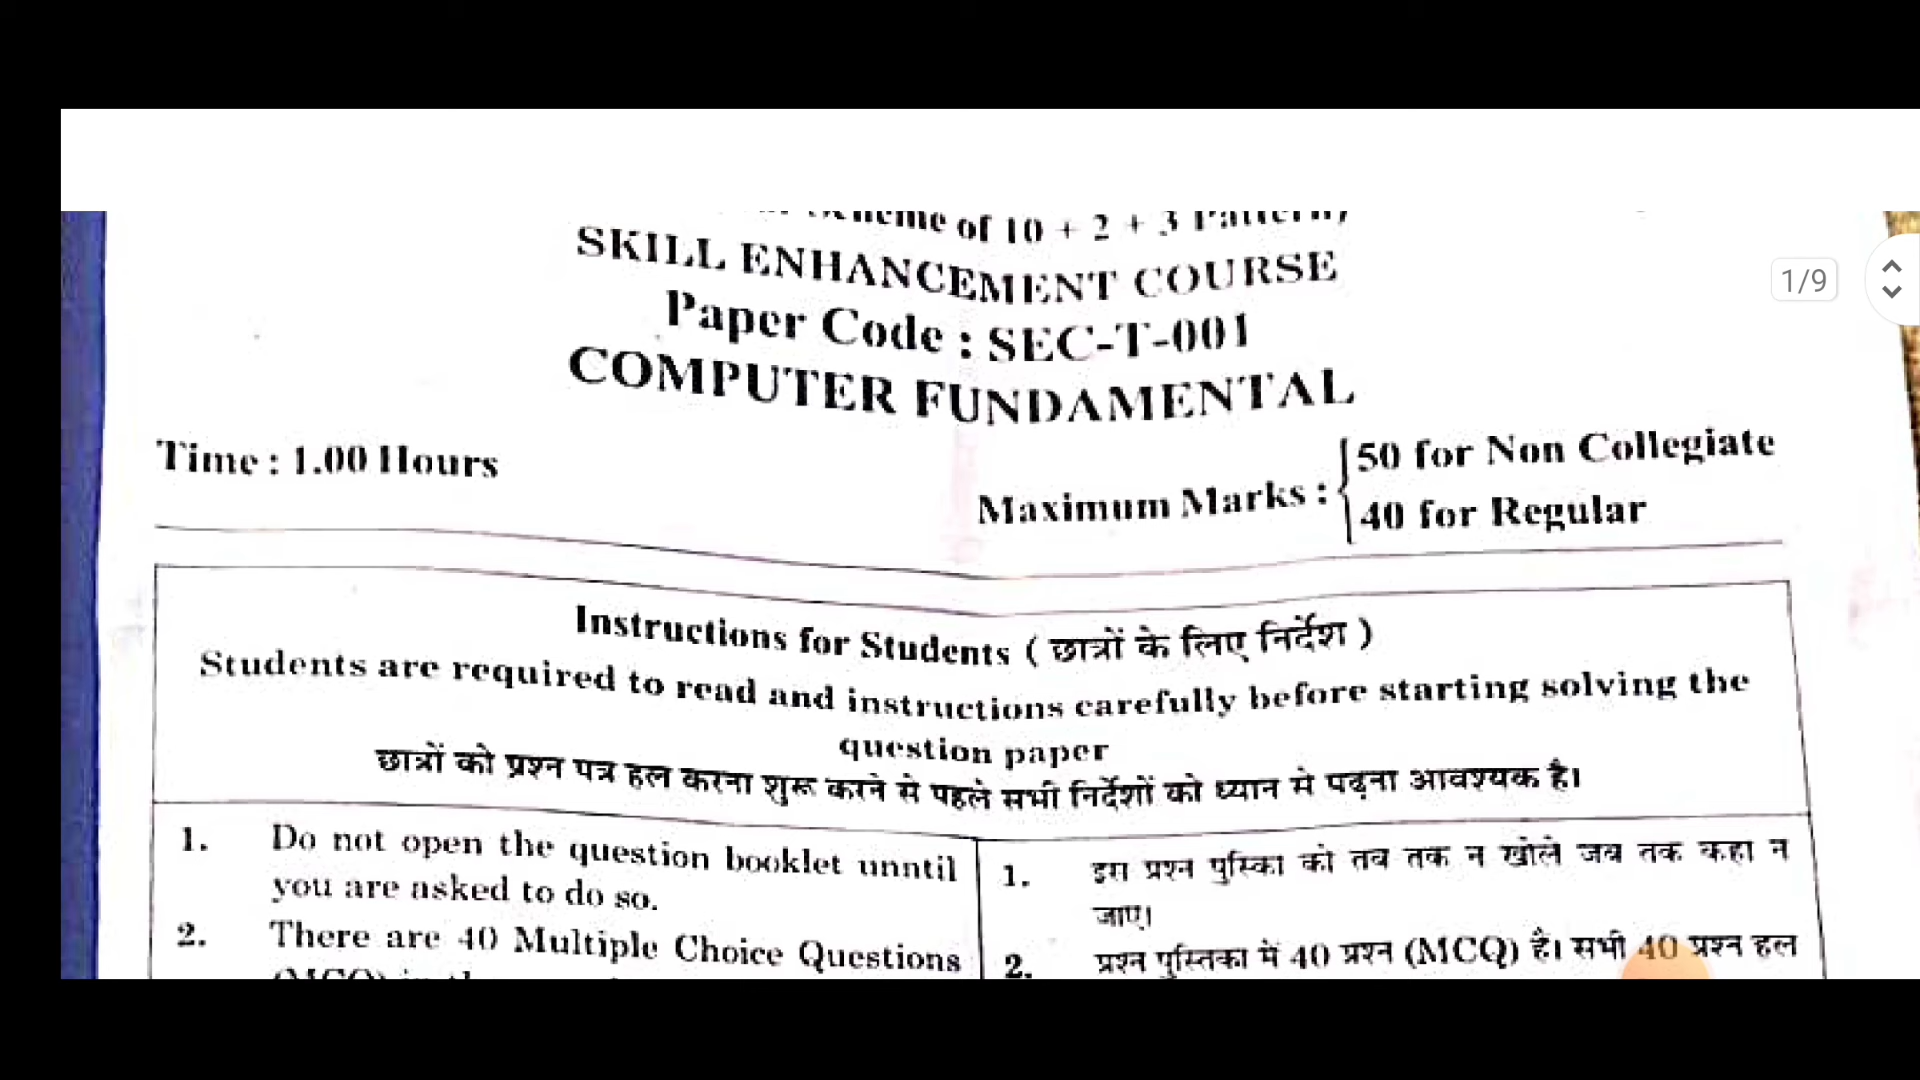 of 10 + 2 + 3
SKILL ENHANCEMENT COURSE
Paper Code : SEC-T-001
COMPUTER FUNDAMENTAL
Time : 1.00 Hours
Maximum Marks :
50 for Non Collegiate
40 for Regular
1/9
Instructions for Students ( छात्रों के लिए निर्देश )
Students are required to read and instructions carefully before starting solving the
question paper
छात्रों को प्रश्न पत्र हल करना शुरू करने से पहले सभी निर्देशों को ध्यान से पढ़ना आवश्यक है।
1. Do not open the question booklet unntil
you are asked to do so.
2. There are 40 Multiple Choice Questions
1. इस प्रश्न पुस्किा को तब तक न खोले जब तक कहा न
जाए।
2. प्रश्न पुस्तिका में 40 प्रश्न (MCQ) है। सभी 40 प्रश्न हल